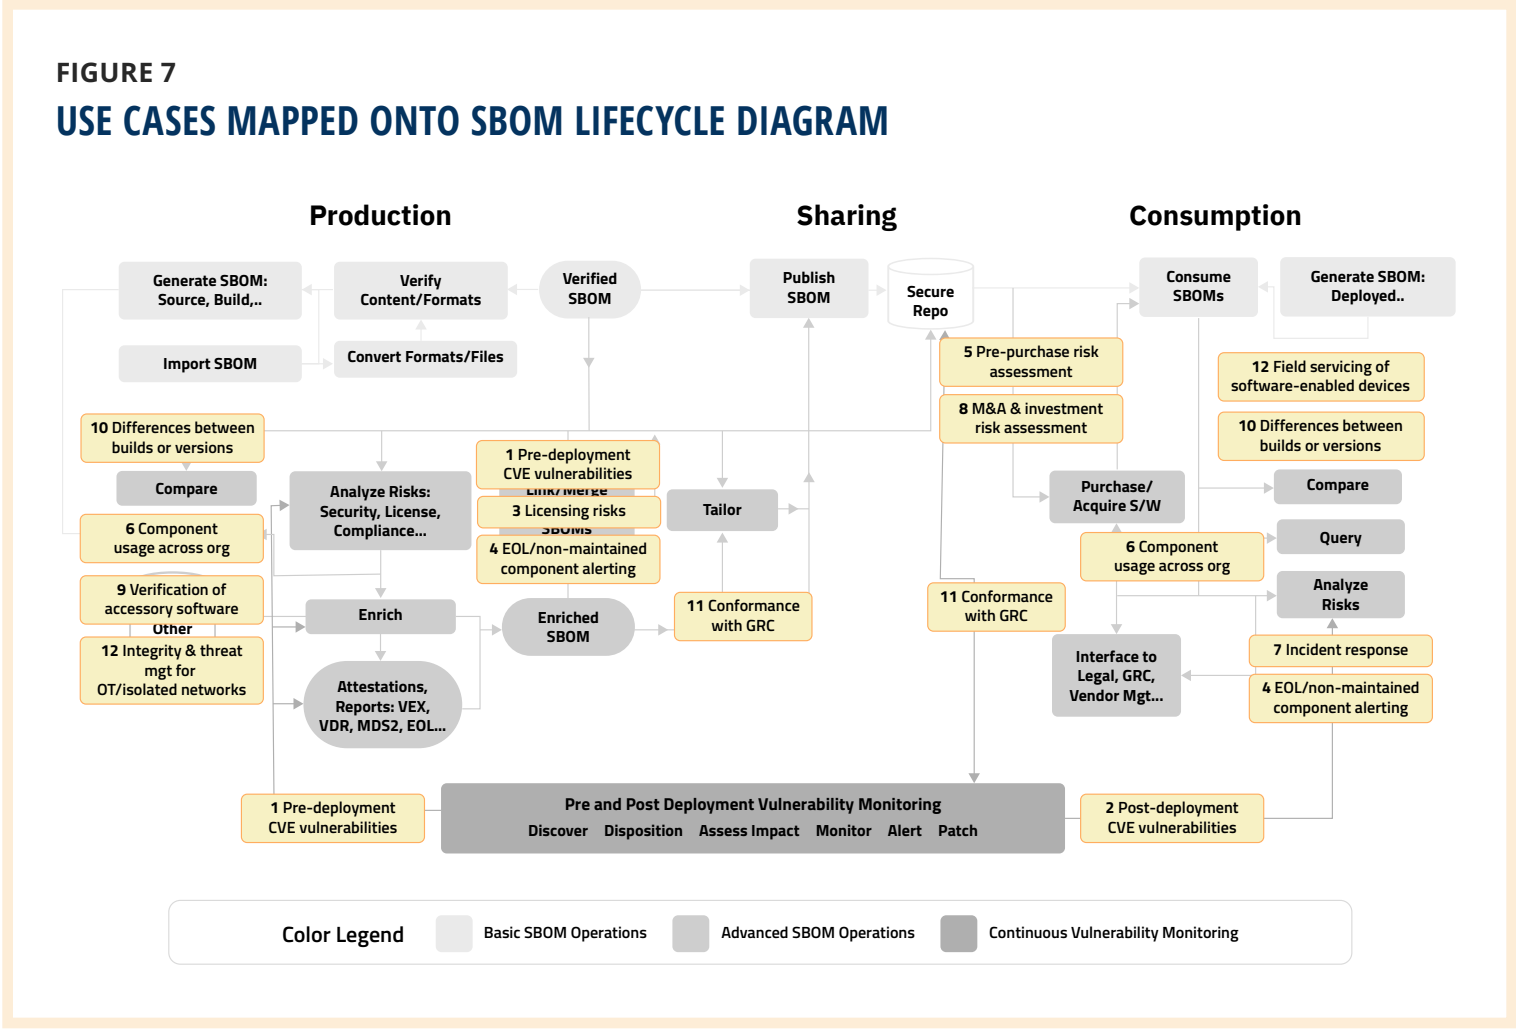 FIGURE 7
USE CASES MAPPED ONTO SBOM LIFECYCLE DIAGRAM
Production
Sharing
Consumption
Generate SBOM:
Source, Build,..
Verify
Content/Formats
Verified
SBOM
Publish
SBOM
Secure
Repo
Consume
SBOMs
Generate SBOM:
Deployed..
Import SBOM
Convert Formats/Files
5 Pre-purchase risk
assessment
12 Field servicing of
software-enabled devices
8 M&A & investment
risk assessment
10 Differences between
builds or versions
10 Differences between
builds or versions
1 Pre-deployment
CVE vulnerabilities
Compare
Analyze Risks:
Security, License,
Compliance...
Link/Merge
SBOMs
3 Licensing risks
4 EOL/non-maintained
component alerting
Tailor
Purchase/
Acquire S/W
Compare
Query
6 Component
usage across org
6 Component
usage across org
Analyze
Risks
9 Verification of
accessory software
Other
12 Integrity & threat
mgt for
OT/isolated networks
Enrich
Enriched
SBOM
11 Conformance
with GRC
11 Conformance
with GRC
Attestations,
Reports: VEX,
VDR, MDS2, EOL...
Interface to
Legal, GRC,
Vendor Mgt...
7 Incident response
4 EOL/non-maintained
component alerting
1 Pre-deployment
CVE vulnerabilities
Pre and Post Deployment Vulnerability Monitoring
Discover Disposition Assess Impact Monitor Alert Patch
2 Post-deployment
CVE vulnerabilities
Color Legend
Basic SBOM Operations
Advanced SBOM Operations
Continuous Vulnerability Monitoring